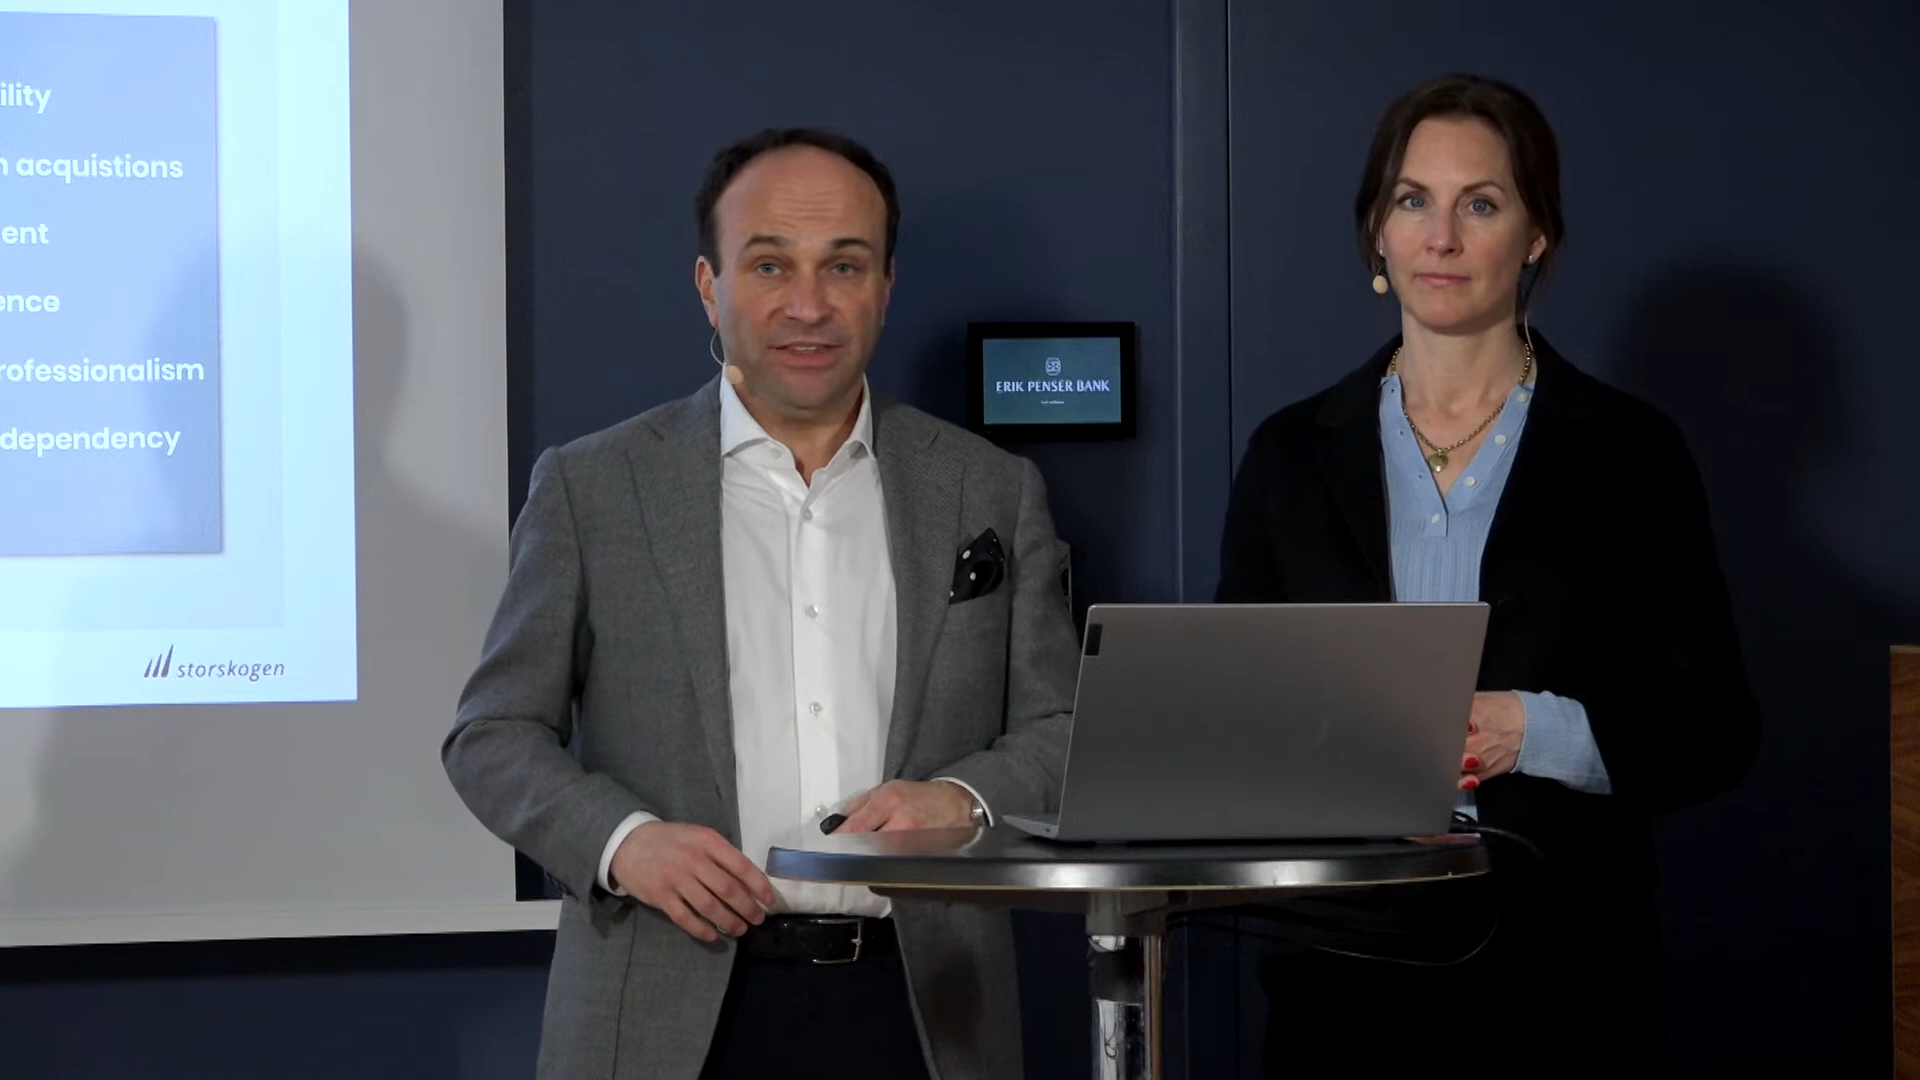 ility
n acquistions
ent
ence
rofessionalism
dependency
storskogen
ERIK PENSER BANK